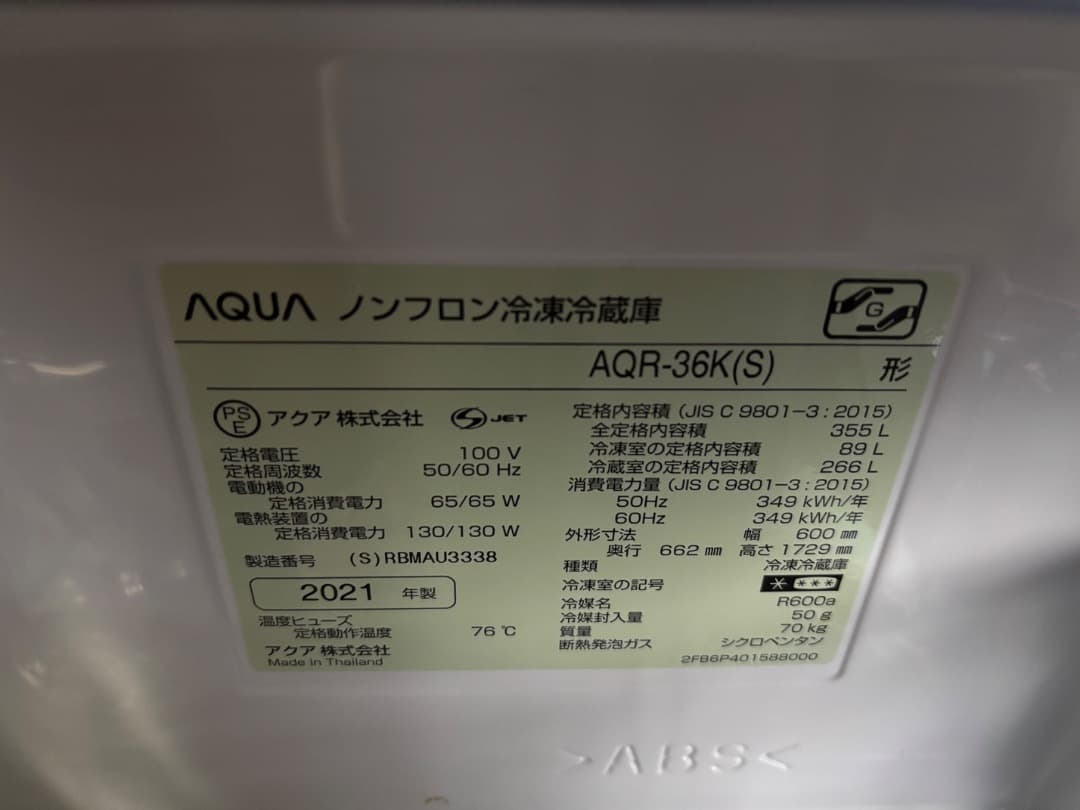 AQUA ノンフロン冷凍冷蔵庫
G
AQR-36K(S) 形
PSE アクア 株式会社 S JET
定格電圧 100 V
定格周波数 50/60 Hz
電動機の
定格消費電力 65/65 W
電熱装置の
定格消費電力 130/130 W
製造番号 (S)RBMAU3338
2021 年製
温度ヒューズ
定格動作温度 76 ℃
アクア 株式会社
Made in Thailand
定格内容積 (JIS C 9801-3 : 2015)
全定格内容積 355 L
冷凍室の定格内容積 89 L
冷蔵室の定格内容積 266 L
消費電力量 (JIS C 9801-3 : 2015)
50Hz 349 kWh/年
60Hz 349 kWh/年
外形寸法 幅 600 ㎜
奥行 662 ㎜ 高さ 1729 ㎜
種類 冷凍冷蔵庫
冷凍室の記号 * ***
冷媒名 R600a
冷媒封入量 50 g
質量 70 kg
断熱発泡ガス シクロペンタン
2FB6P401588000
>ABS<